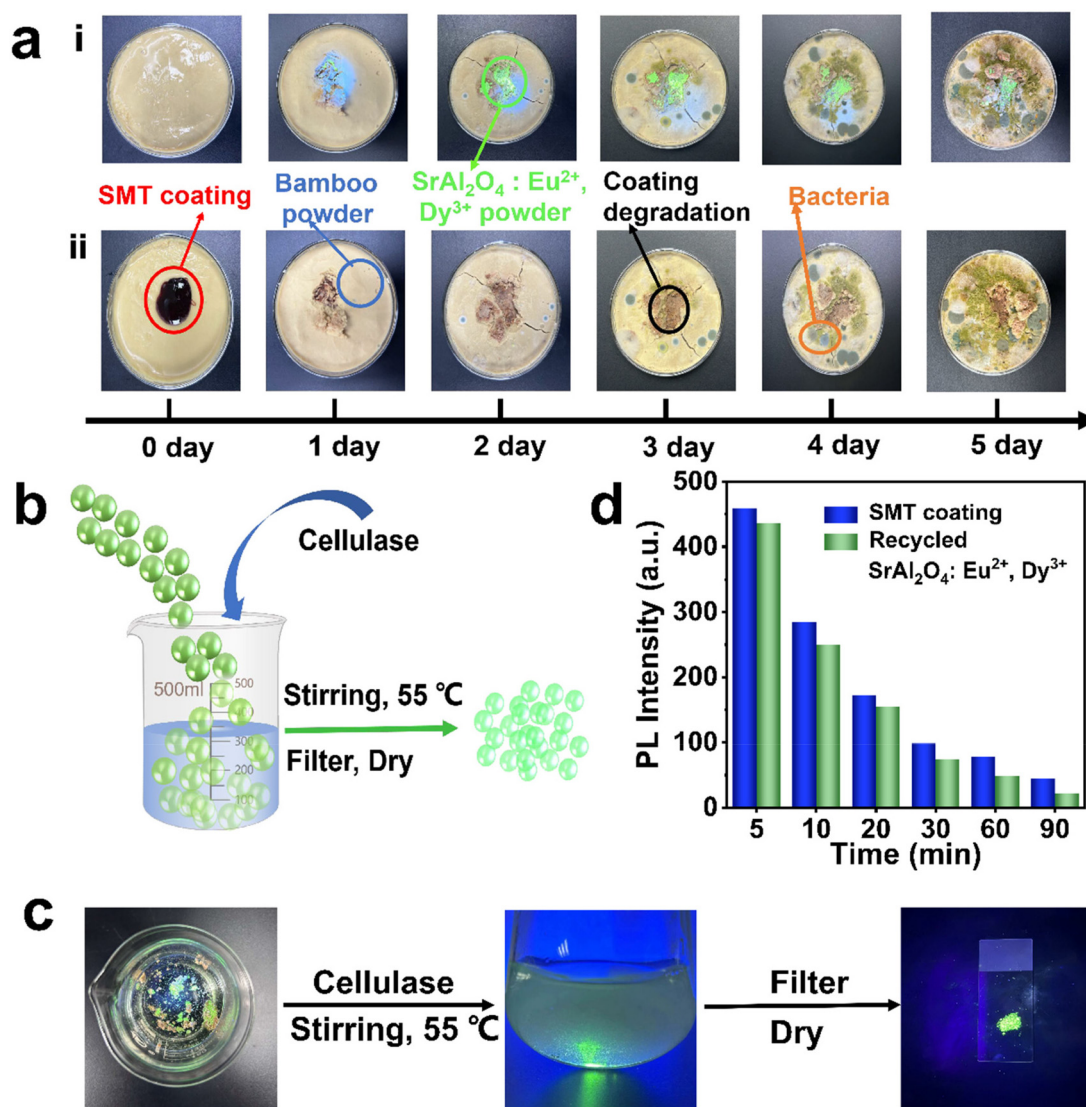 a
i
SMT coating
Bamboo
powder
SrAl₂O₄ : Eu²⁺,
Dy³⁺ powder
Coating
degradation
Bacteria
ii
0 day
1 day
2 day
3 day
4 day
5 day
b
Cellulase
500ml
500
300
200
100
Stirring, 55 ℃
Filter, Dry
d
PL Intensity (a.u.)
500
400
300
200
100
0
SMT coating
Recycled
SrAl₂O₄: Eu²⁺, Dy³⁺
5
10
20
30
60
90
Time (min)
c
Cellulase
Stirring, 55 ℃
Filter
Dry